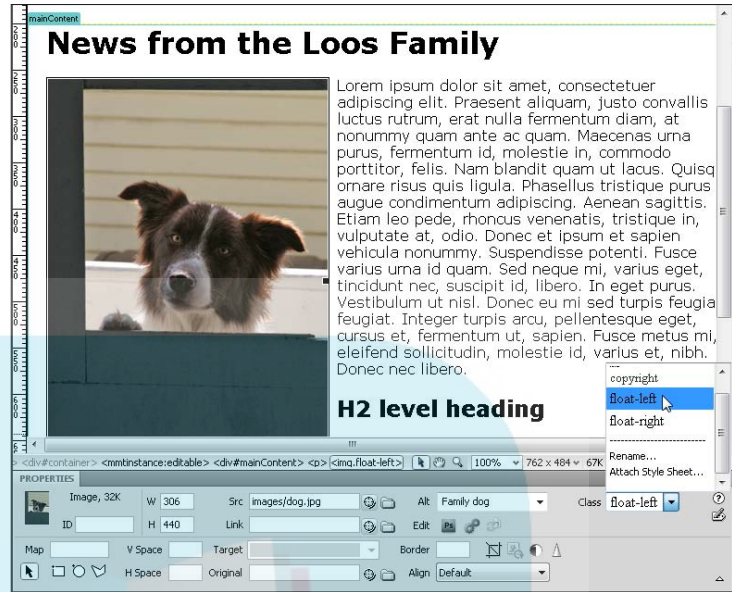 mainContent
News from the Loos Family
Lorem ipsum dolor sit amet, consectetuer
adipiscing elit. Praesent aliquam, justo convallis
luctus rutrum, erat nulla fermentum diam, at
nonummy quam ante ac quam. Maecenas urna
purus, fermentum id, molestie in, commodo
porttitor, felis. Nam blandit quam ut lacus. Quisq
ornare risus quis ligula. Phasellus tristique purus
augue condimentum adipiscing. Aenean sagittis.
Etiam leo pede, rhoncus venenatis, tristique in,
vulputate at, odio. Donec et ipsum et sapien
vehicula nonummy. Suspendisse potenti. Fusce
varius urna id quam. Sed neque mi, varius eget,
tincidunt nec, suscipit id, libero. In eget purus.
Vestibulum ut nisl. Donec eu mi sed turpis feugia
feugiat. Integer turpis arcu, pellentesque eget,
cursus et, fermentum ut, sapien. Fusce metus mi,
eleifend sollicitudin, molestie id, varius et, nibh.
Donec nec libero.
H2 level heading
copyright
float-left
float-right
Rename...
Attach Style Sheet...
<div#container> <mmtinstance:editable> <div#mainContent> <p> <img.float-left> 100% 762 x 484 67K
PROPERTIES
Image, 32K W 306 Src images/dog.jpg Alt Family dog Class float-left
ID H 440 Link Edit Ps
Map V Space Target Border
H Space Original Align Default